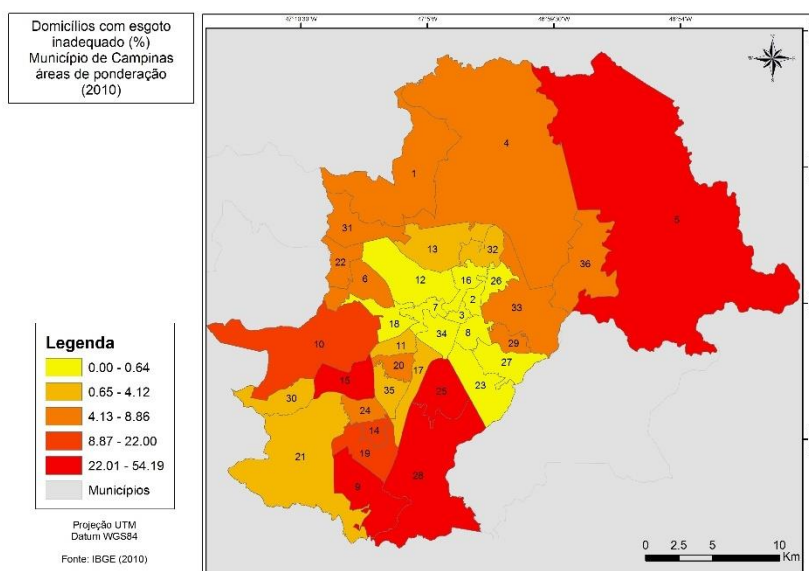 Domicílios com esgoto
inadequado (%)
Município de Campinas
áreas de ponderação
(2010)
47°5'W
4
5
1
31
13
32
22
6
12
16
26
36
2
7
3
33
18
34
8
10
11
29
27
20
17
15
23
35
25
30
24
14
21
19
28
9
Legenda
0.00 - 0.64
0.65 - 4.12
4.13 - 8.86
8.87 - 22.00
22.01 - 54.19
Municípios
Projeção UTM
Datum WGS84
Fonte: IBGE (2010)
0 2.5 5 10
Km